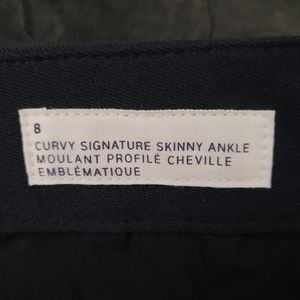 8
CURVY SIGNATURE SKINNY ANKLE
MOULANT PROFILÉ CHEVILLE
EMBLÉMATIQUE